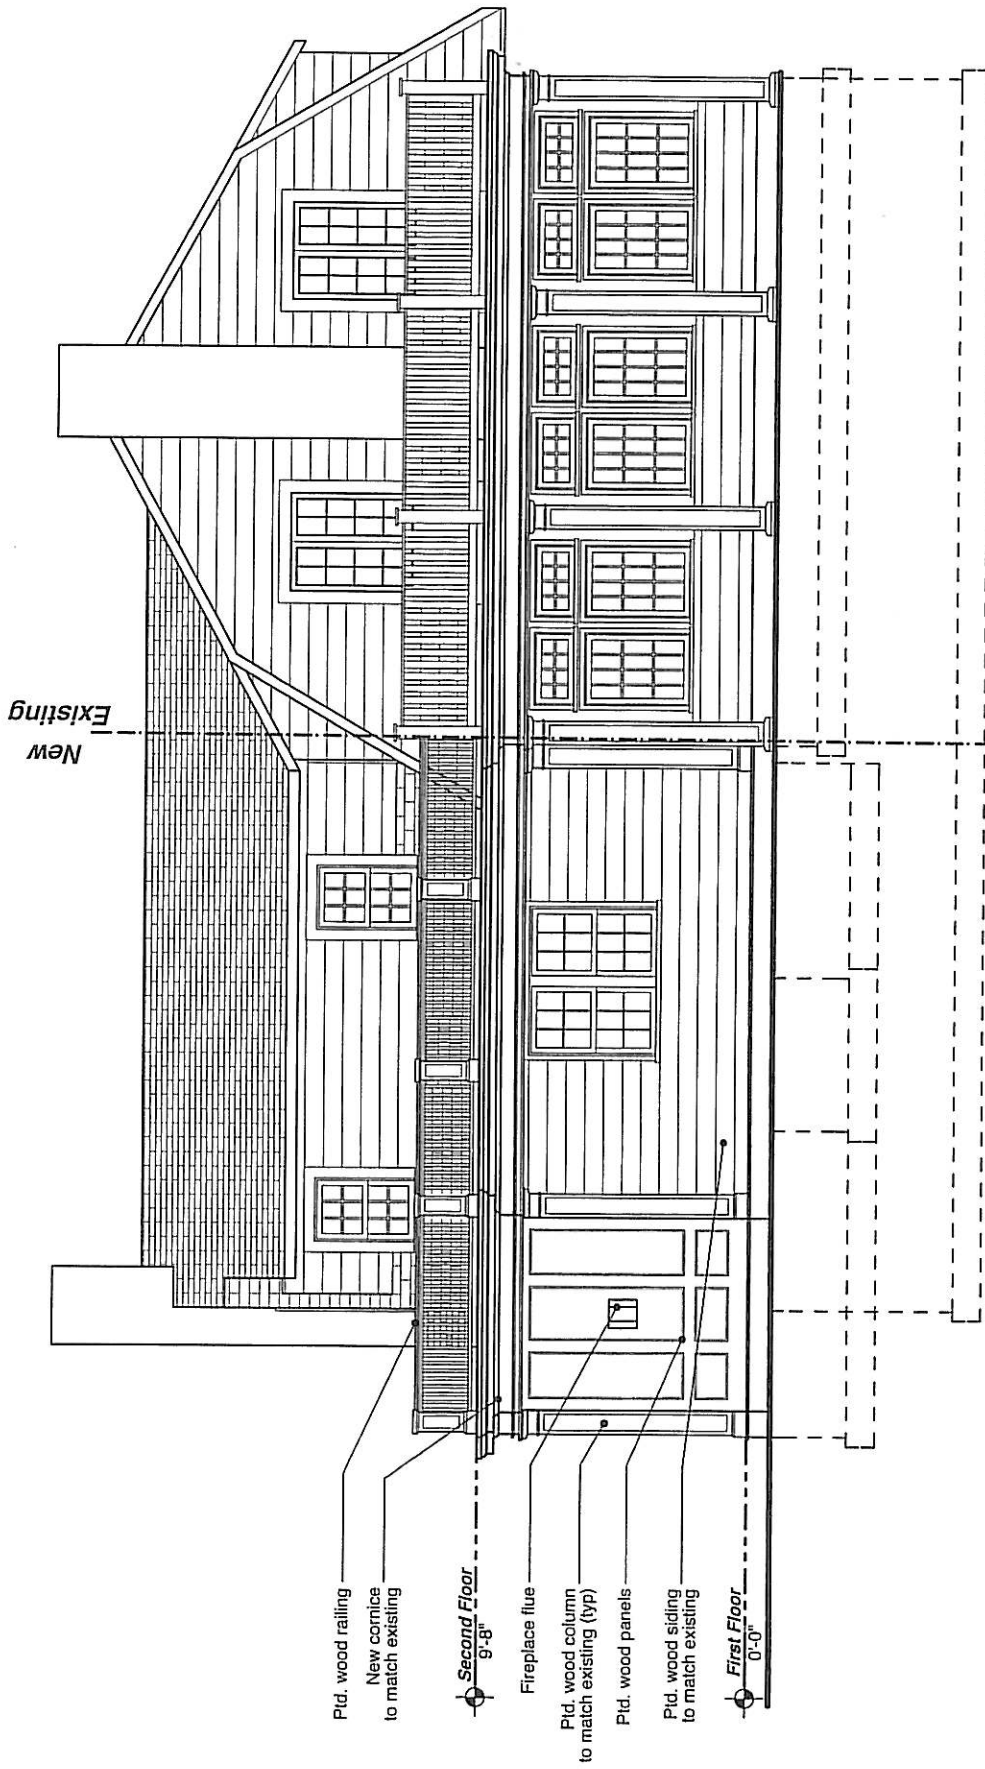 New
Existing
Ptd. wood railing
New cornice
to match existing
Second Floor
9'-8"
Fireplace flue
Ptd. wood column
to match existing (typ)
Ptd. wood panels
Ptd. wood siding
to match existing
First Floor
0'-0"